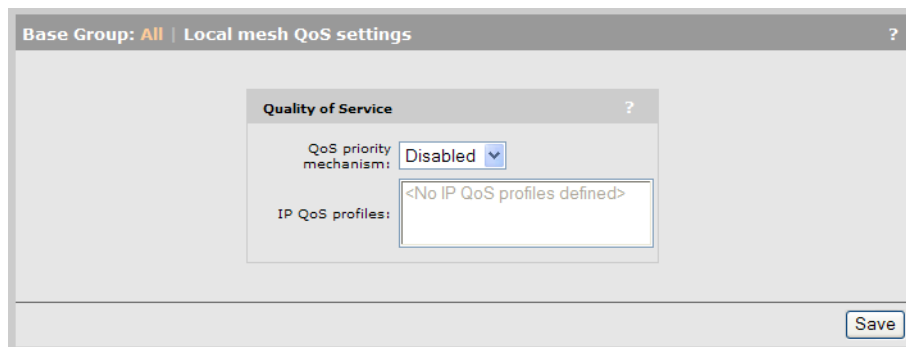 Base Group: All | Local mesh QoS settings ?
Quality of Service ?
QoS priority
mechanism: Disabled
IP QoS profiles: <No IP QoS profiles defined>
Save